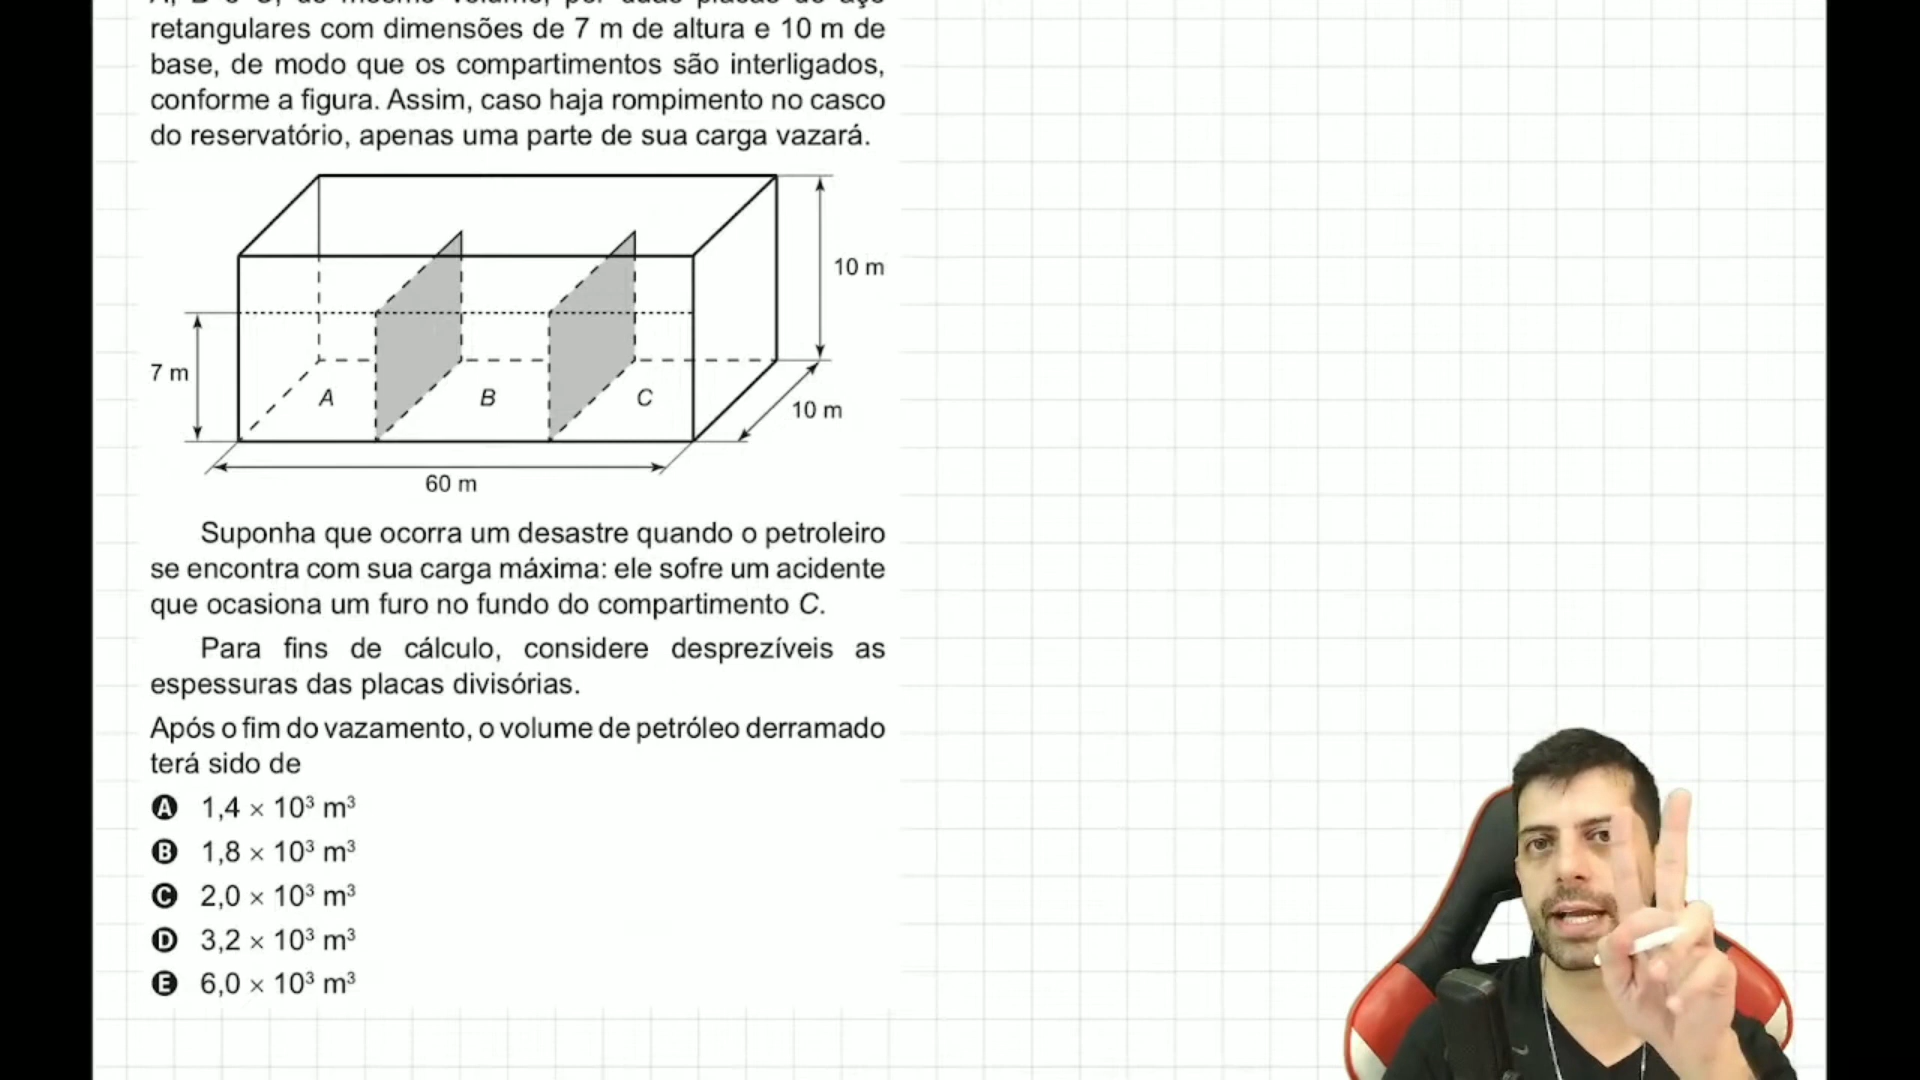 retangulares com dimensões de 7 m de altura e 10 m de
base, de modo que os compartimentos são interligados,
conforme a figura. Assim, caso haja rompimento no casco
do reservatório, apenas uma parte de sua carga vazará.
10 m
7 m
A
B
C
10 m
60 m
Suponha que ocorra um desastre quando o petroleiro
se encontra com sua carga máxima: ele sofre um acidente
que ocasiona um furo no fundo do compartimento C.
Para fins de cálculo, considere desprezíveis as
espessuras das placas divisórias.
Após o fim do vazamento, o volume de petróleo derramado
terá sido de
A 1,4 × 10³ m³
B 1,8 × 10³ m³
C 2,0 × 10³ m³
D 3,2 × 10³ m³
E 6,0 × 10³ m³